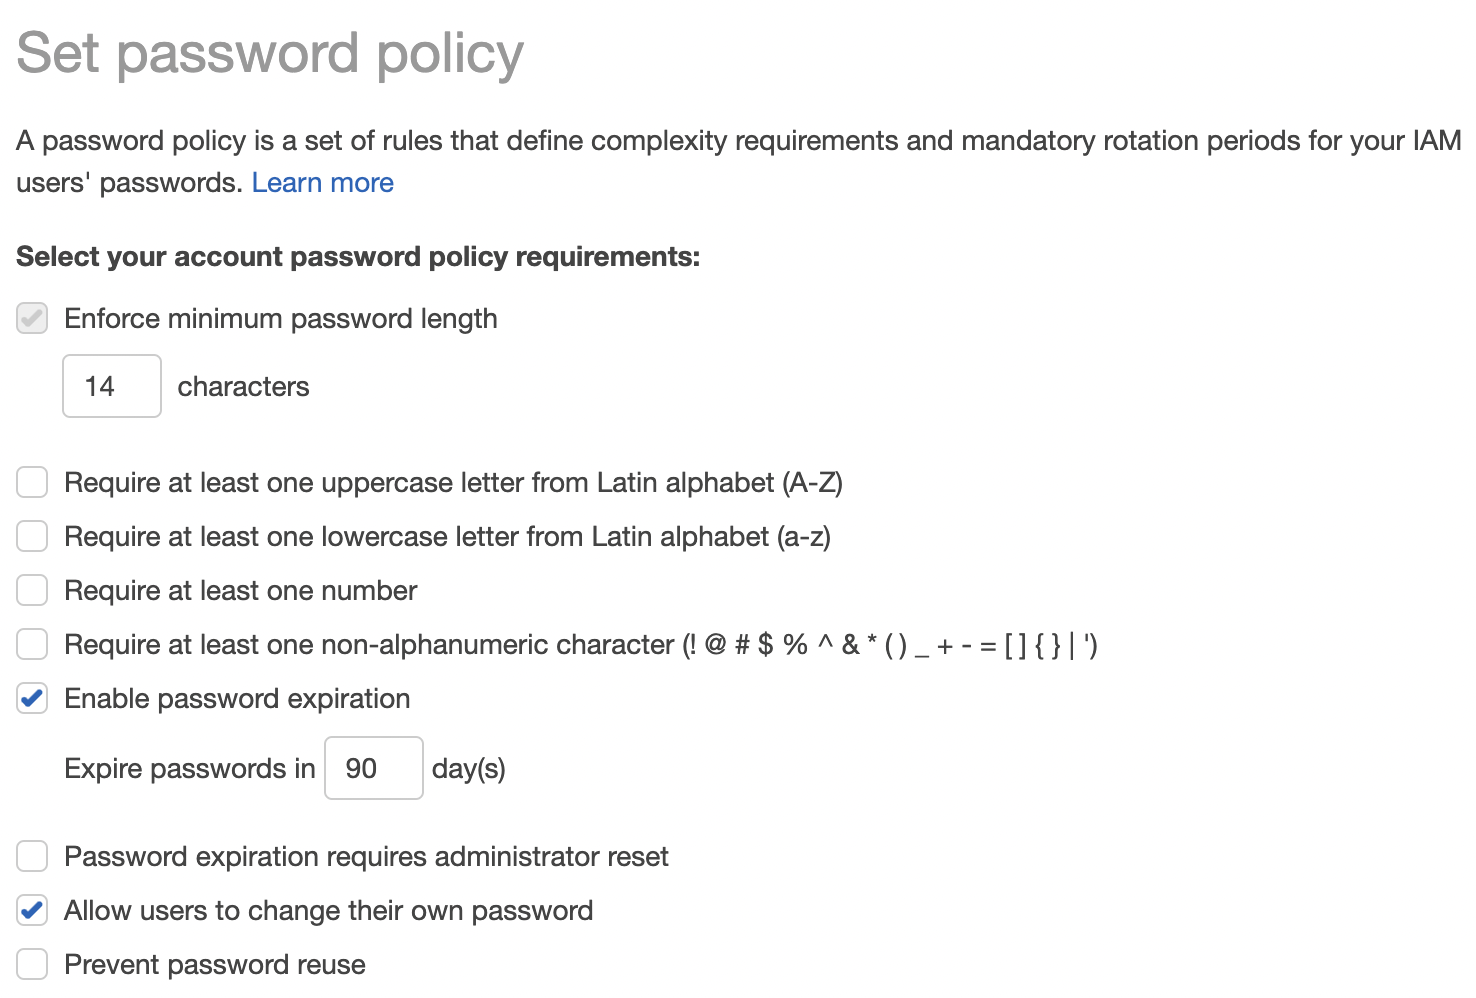 Set password policy
A password policy is a set of rules that define complexity requirements and mandatory rotation periods for your IAM
users' passwords. Learn more
Select your account password policy requirements:
Enforce minimum password length
14 characters
Require at least one uppercase letter from Latin alphabet (A-Z)
Require at least one lowercase letter from Latin alphabet (a-z)
Require at least one number
Require at least one non-alphanumeric character (! @ # $ % ^ & * ( ) _ + - = [ ] { } | ')
Enable password expiration
Expire passwords in 90 day(s)
Password expiration requires administrator reset
Allow users to change their own password
Prevent password reuse